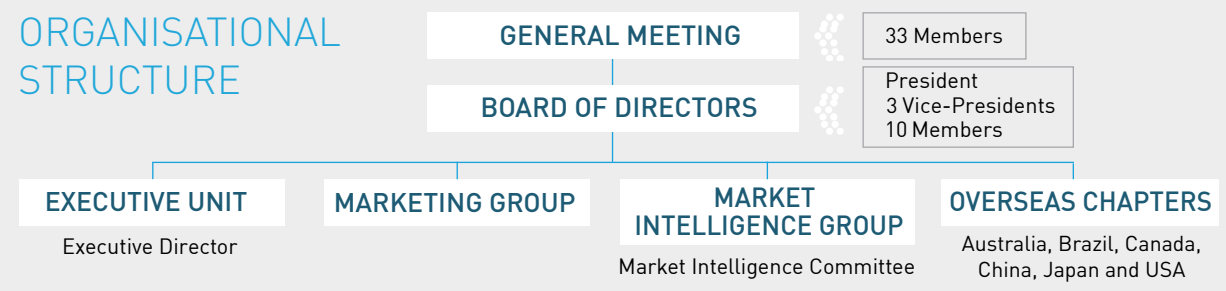 ORGANISATIONAL
STRUCTURE
GENERAL MEETING
33 Members
BOARD OF DIRECTORS
President
3 Vice-Presidents
10 Members
EXECUTIVE UNIT
Executive Director
MARKETING GROUP
MARKET
INTELLIGENCE GROUP
Market Intelligence Committee
OVERSEAS CHAPTERS
Australia, Brazil, Canada,
China, Japan and USA